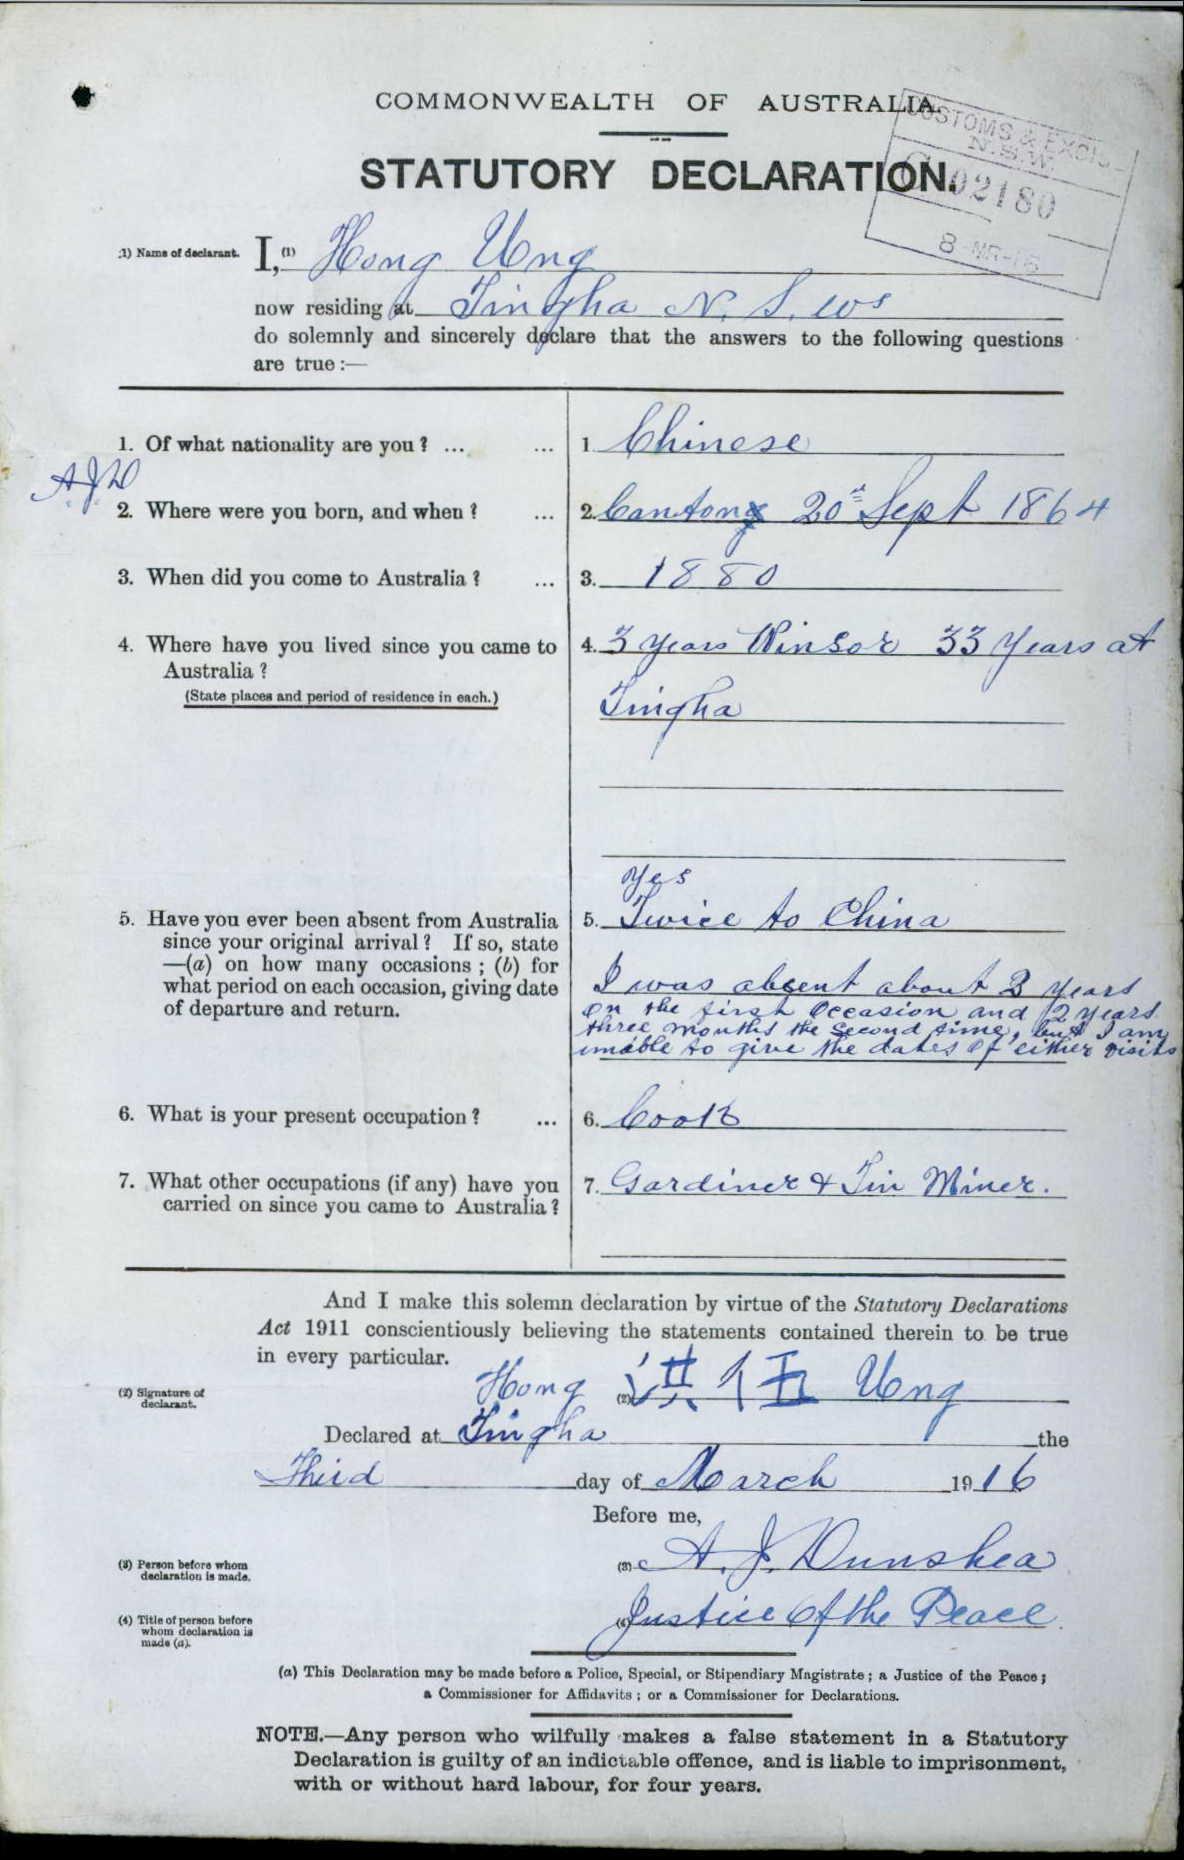 COMMONWEALTH OF AUSTRALIA.
CUSTOMS & EXCISE
N.S.W.
STATUTORY DECLARATION.
C 02180
8-MR-16
(1) Name of declarant. I,(1) Hong Ung
now residing at Tingha N.S.W
do solemnly and sincerely declare that the answers to the following questions
are true:—
1. Of what nationality are you? ... ... 1. Chinese
A J D
2. Where were you born, and when? ... 2. Canton 20th Sept 1864
3. When did you come to Australia? ... 3. 1880
4. Where have you lived since you came to 4. 3 years Winsor 33 Years at
Australia? Tingha
(State places and period of residence in each.)
yes
5. Have you ever been absent from Australia 5. Twice to China
since your original arrival? If so, state
—(a) on how many occasions; (b) for
what period on each occasion, giving date I was absent about 3 years
of departure and return. on the first occasion and 2 years
three months the second time, but I am
unable to give the dates of either visits
6. What is your present occupation? ... 6. Cook
7. What other occupations (if any) have you 7. Gardiner & Tin Miner.
carried on since you came to Australia?
And I make this solemn declaration by virtue of the Statutory Declarations
Act 1911 conscientiously believing the statements contained therein to be true
in every particular.
(2) Signature of declarant. Hong (2) 洪伍 Ung
Declared at Tingha the
Third day of March 1916
Before me,
(3) Person before whom declaration is made. (3) A. J. Dunshea
(4) Title of person before whom declaration is made (a). (4) Justice of the Peace.
(a) This Declaration may be made before a Police, Special, or Stipendiary Magistrate; a Justice of the Peace;
a Commissioner for Affidavits; or a Commissioner for Declarations.
NOTE.—Any person who wilfully makes a false statement in a Statutory
Declaration is guilty of an indictable offence, and is liable to imprisonment,
with or without hard labour, for four years.